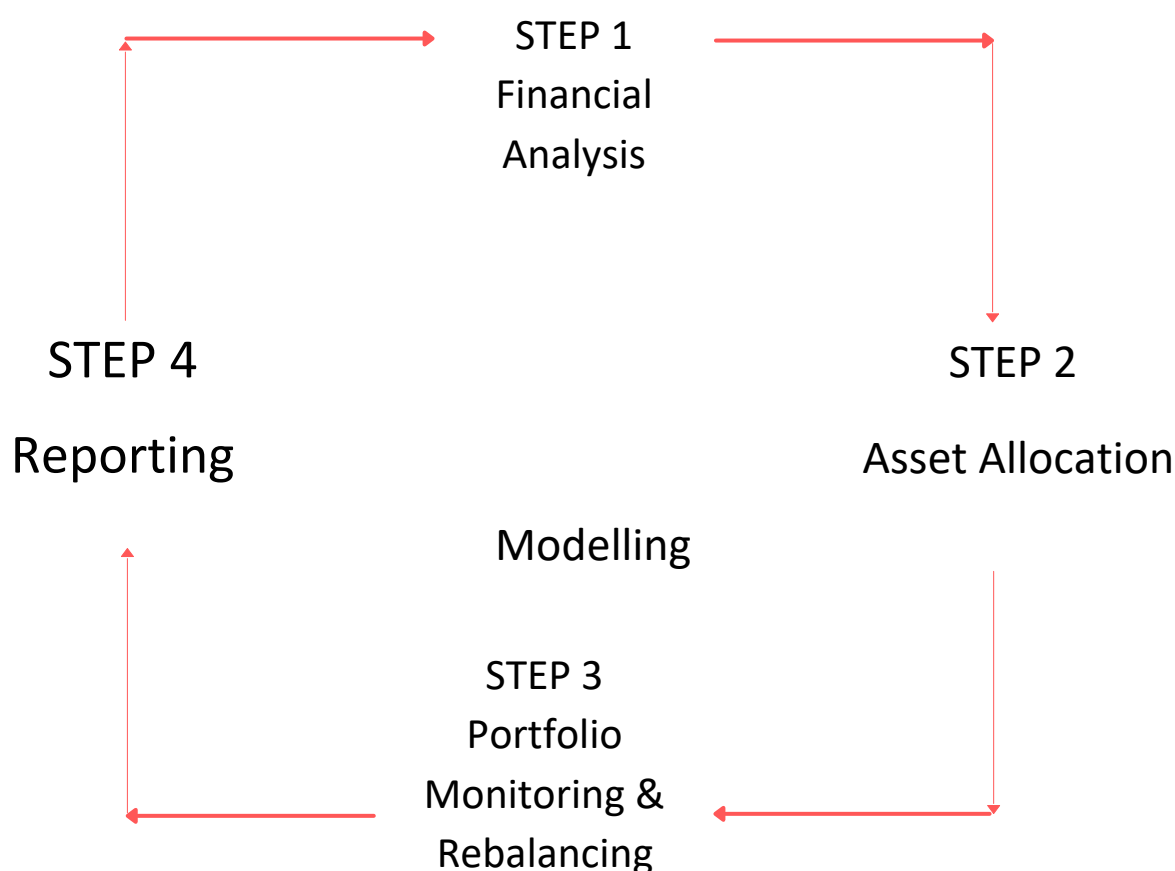 STEP 1
Financial
Analysis
STEP 4
Reporting
STEP 2
Asset Allocation
Modelling
STEP 3
Portfolio
Monitoring &
Rebalancing